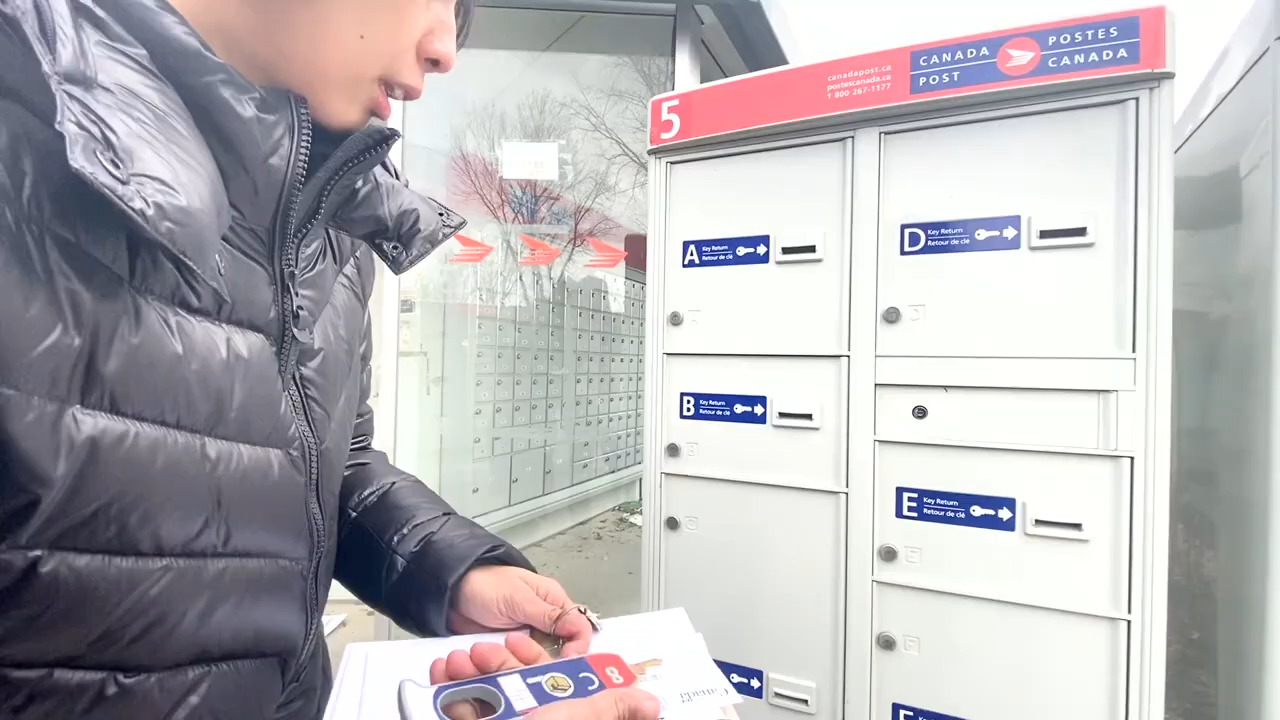 5
canadapost.ca
postescanada.ca
1 800 267-1177
CANADA
POST
POSTES
CANADA
A Key Return
Retour de clé
D Key Return
Retour de clé
A
D
B Key Return
Retour de clé
B
E Key Return
Retour de clé
C
E
F
8
C
Canada